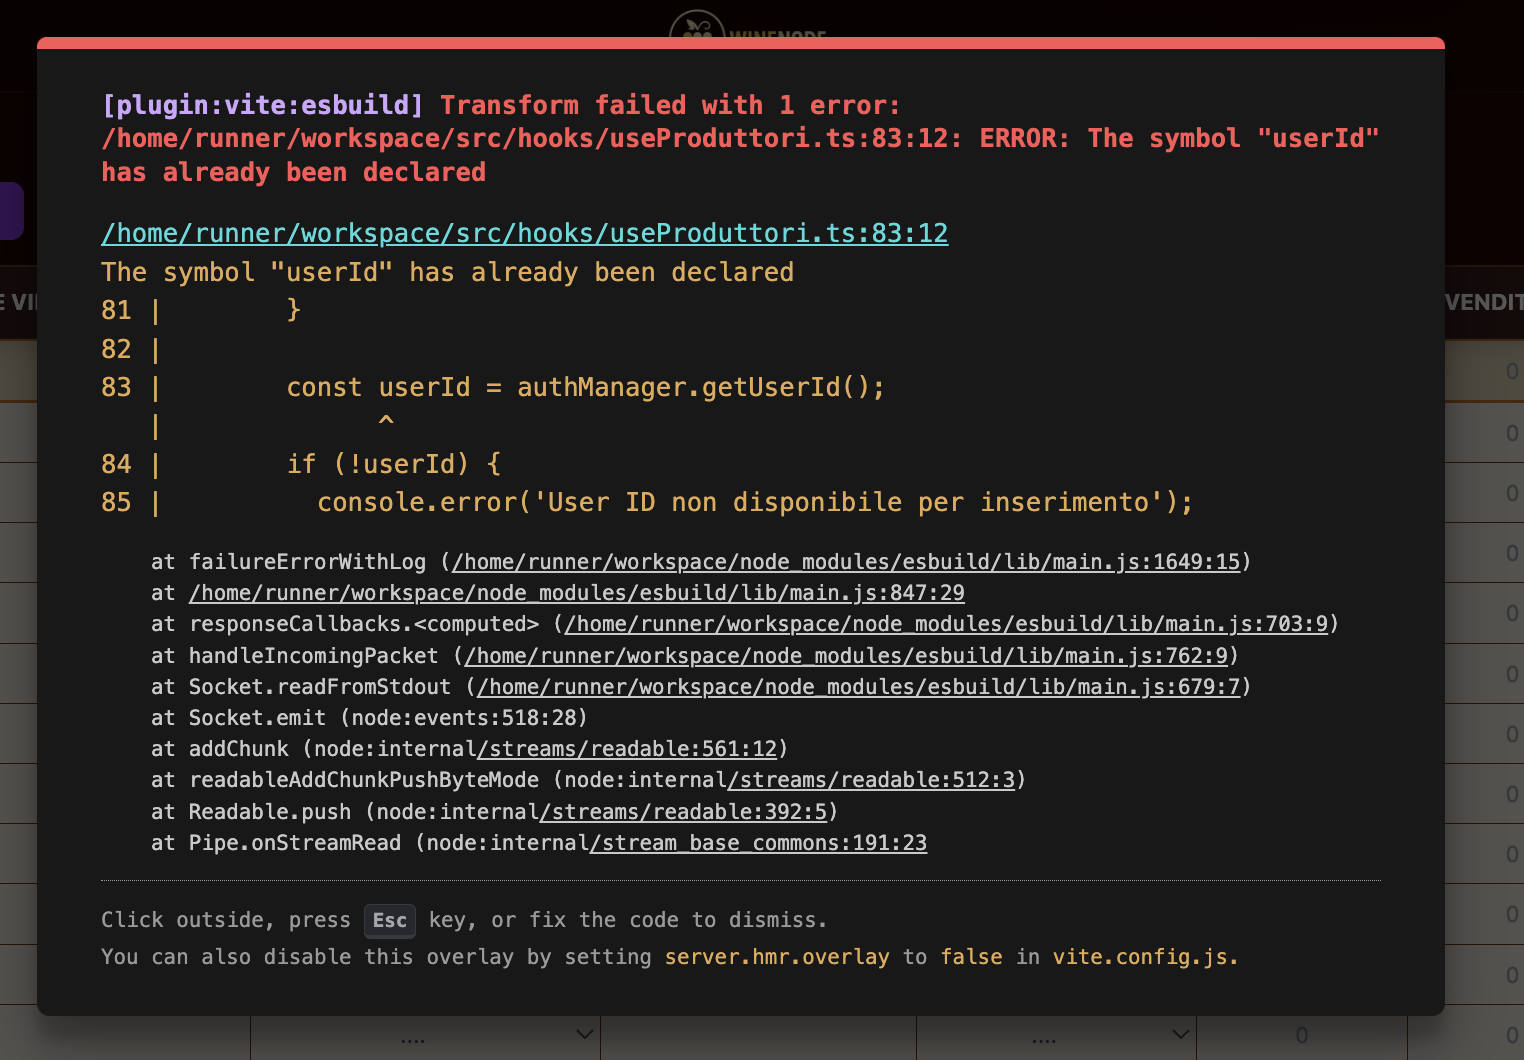 WINENODE
[plugin:vite:esbuild] Transform failed with 1 error:
/home/runner/workspace/src/hooks/useProduttori.ts:83:12: ERROR: The symbol "userId"
has already been declared
/home/runner/workspace/src/hooks/useProduttori.ts:83:12
The symbol "userId" has already been declared
81 |        }
82 |
83 |        const userId = authManager.getUserId();
   |              ^
84 |        if (!userId) {
85 |          console.error('User ID non disponibile per inserimento');
at failureErrorWithLog (/home/runner/workspace/node_modules/esbuild/lib/main.js:1649:15)
at /home/runner/workspace/node_modules/esbuild/lib/main.js:847:29
at responseCallbacks.<computed> (/home/runner/workspace/node_modules/esbuild/lib/main.js:703:9)
at handleIncomingPacket (/home/runner/workspace/node_modules/esbuild/lib/main.js:762:9)
at Socket.readFromStdout (/home/runner/workspace/node_modules/esbuild/lib/main.js:679:7)
at Socket.emit (node:events:518:28)
at addChunk (node:internal/streams/readable:561:12)
at readableAddChunkPushByteMode (node:internal/streams/readable:512:3)
at Readable.push (node:internal/streams/readable:392:5)
at Pipe.onStreamRead (node:internal/stream_base_commons:191:23
Click outside, press Esc key, or fix the code to dismiss.
You can also disable this overlay by setting server.hmr.overlay to false in vite.config.js.
E VI
VENDIT
0
0
0
0
0
0
0
0
0
0
0
.... .... 0 0